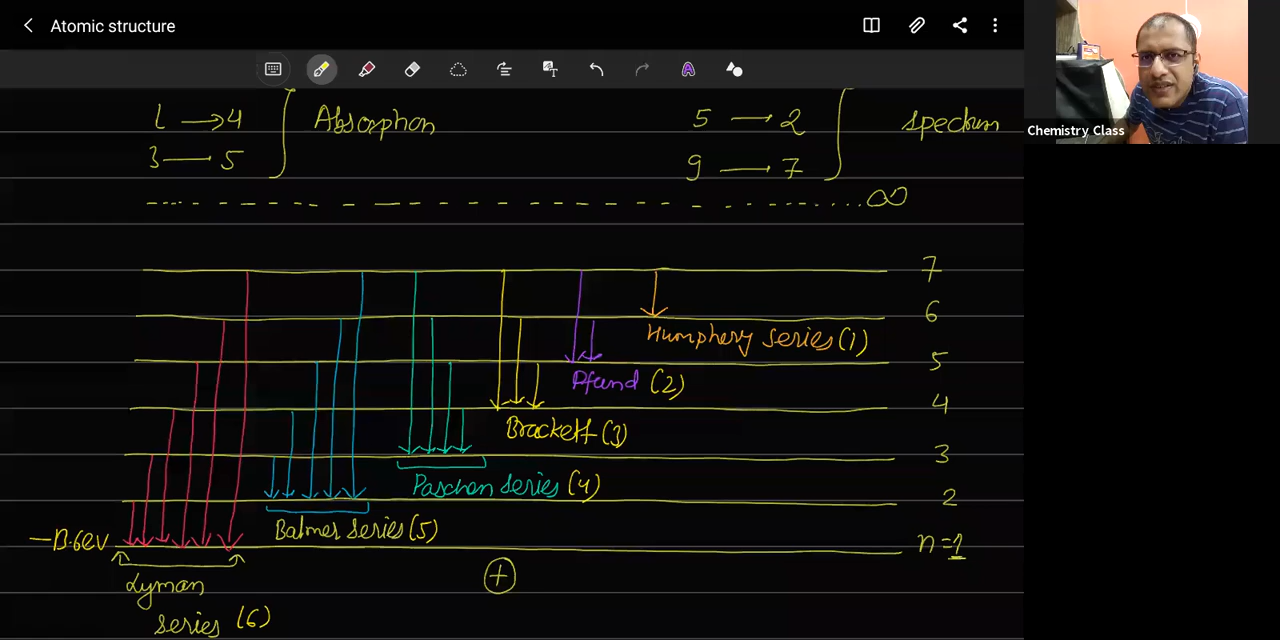 Atomic structure
Chemistry Class
1 → 4 Absorption
3 — 5
5 — 2 spectrum
9 — 7
∞
7
6
Humphery series (1)
5
Pfund (2)
4
Brackett (3)
3
Paschen series (4)
2
Balmer series (5)
-13.6ev
n = 1
+
Lyman
series (6)